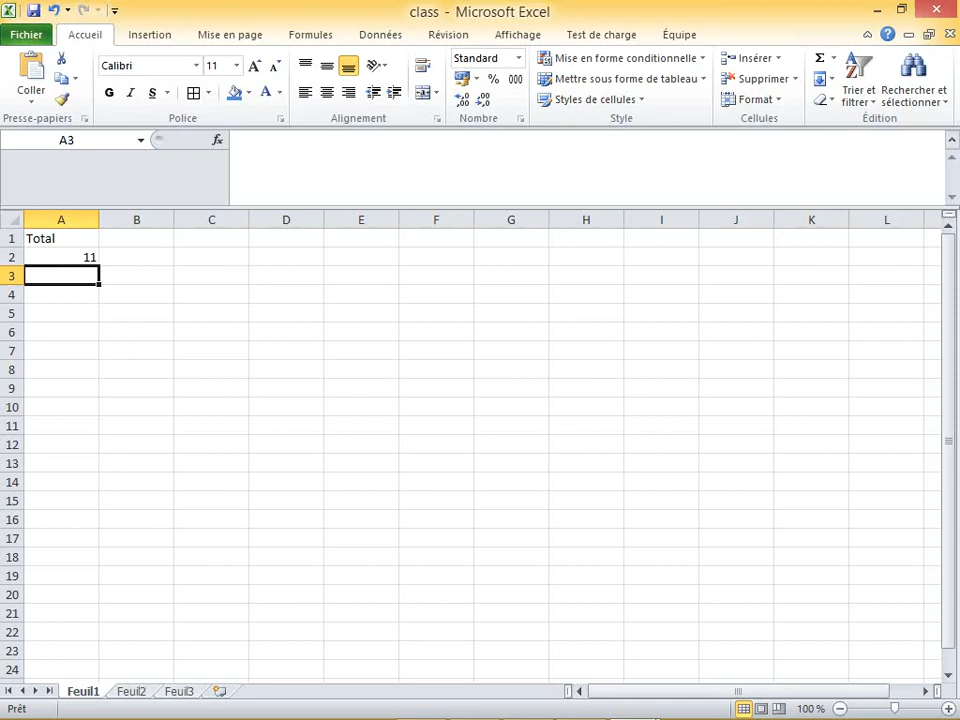 class - Microsoft Excel
Fichier Accueil Insertion Mise en page Formules Données Révision Affichage Test de charge Équipe
Coller
Presse-papiers
Calibri 11
G I S A
Police
Alignement
Standard
% 000
Nombre
Mise en forme conditionnelle
Mettre sous forme de tableau
Styles de cellules
Style
Insérer
Supprimer
Format
Cellules
Σ
Trier et filtrer
Rechercher et sélectionner
Édition
A3 fx
A B C D E F G H I J K L
1 Total
2 11
3
4
5
6
7
8
9
10
11
12
13
14
15
16
17
18
19
20
21
22
23
24
Feuil1 Feuil2 Feuil3
Prêt 100 %